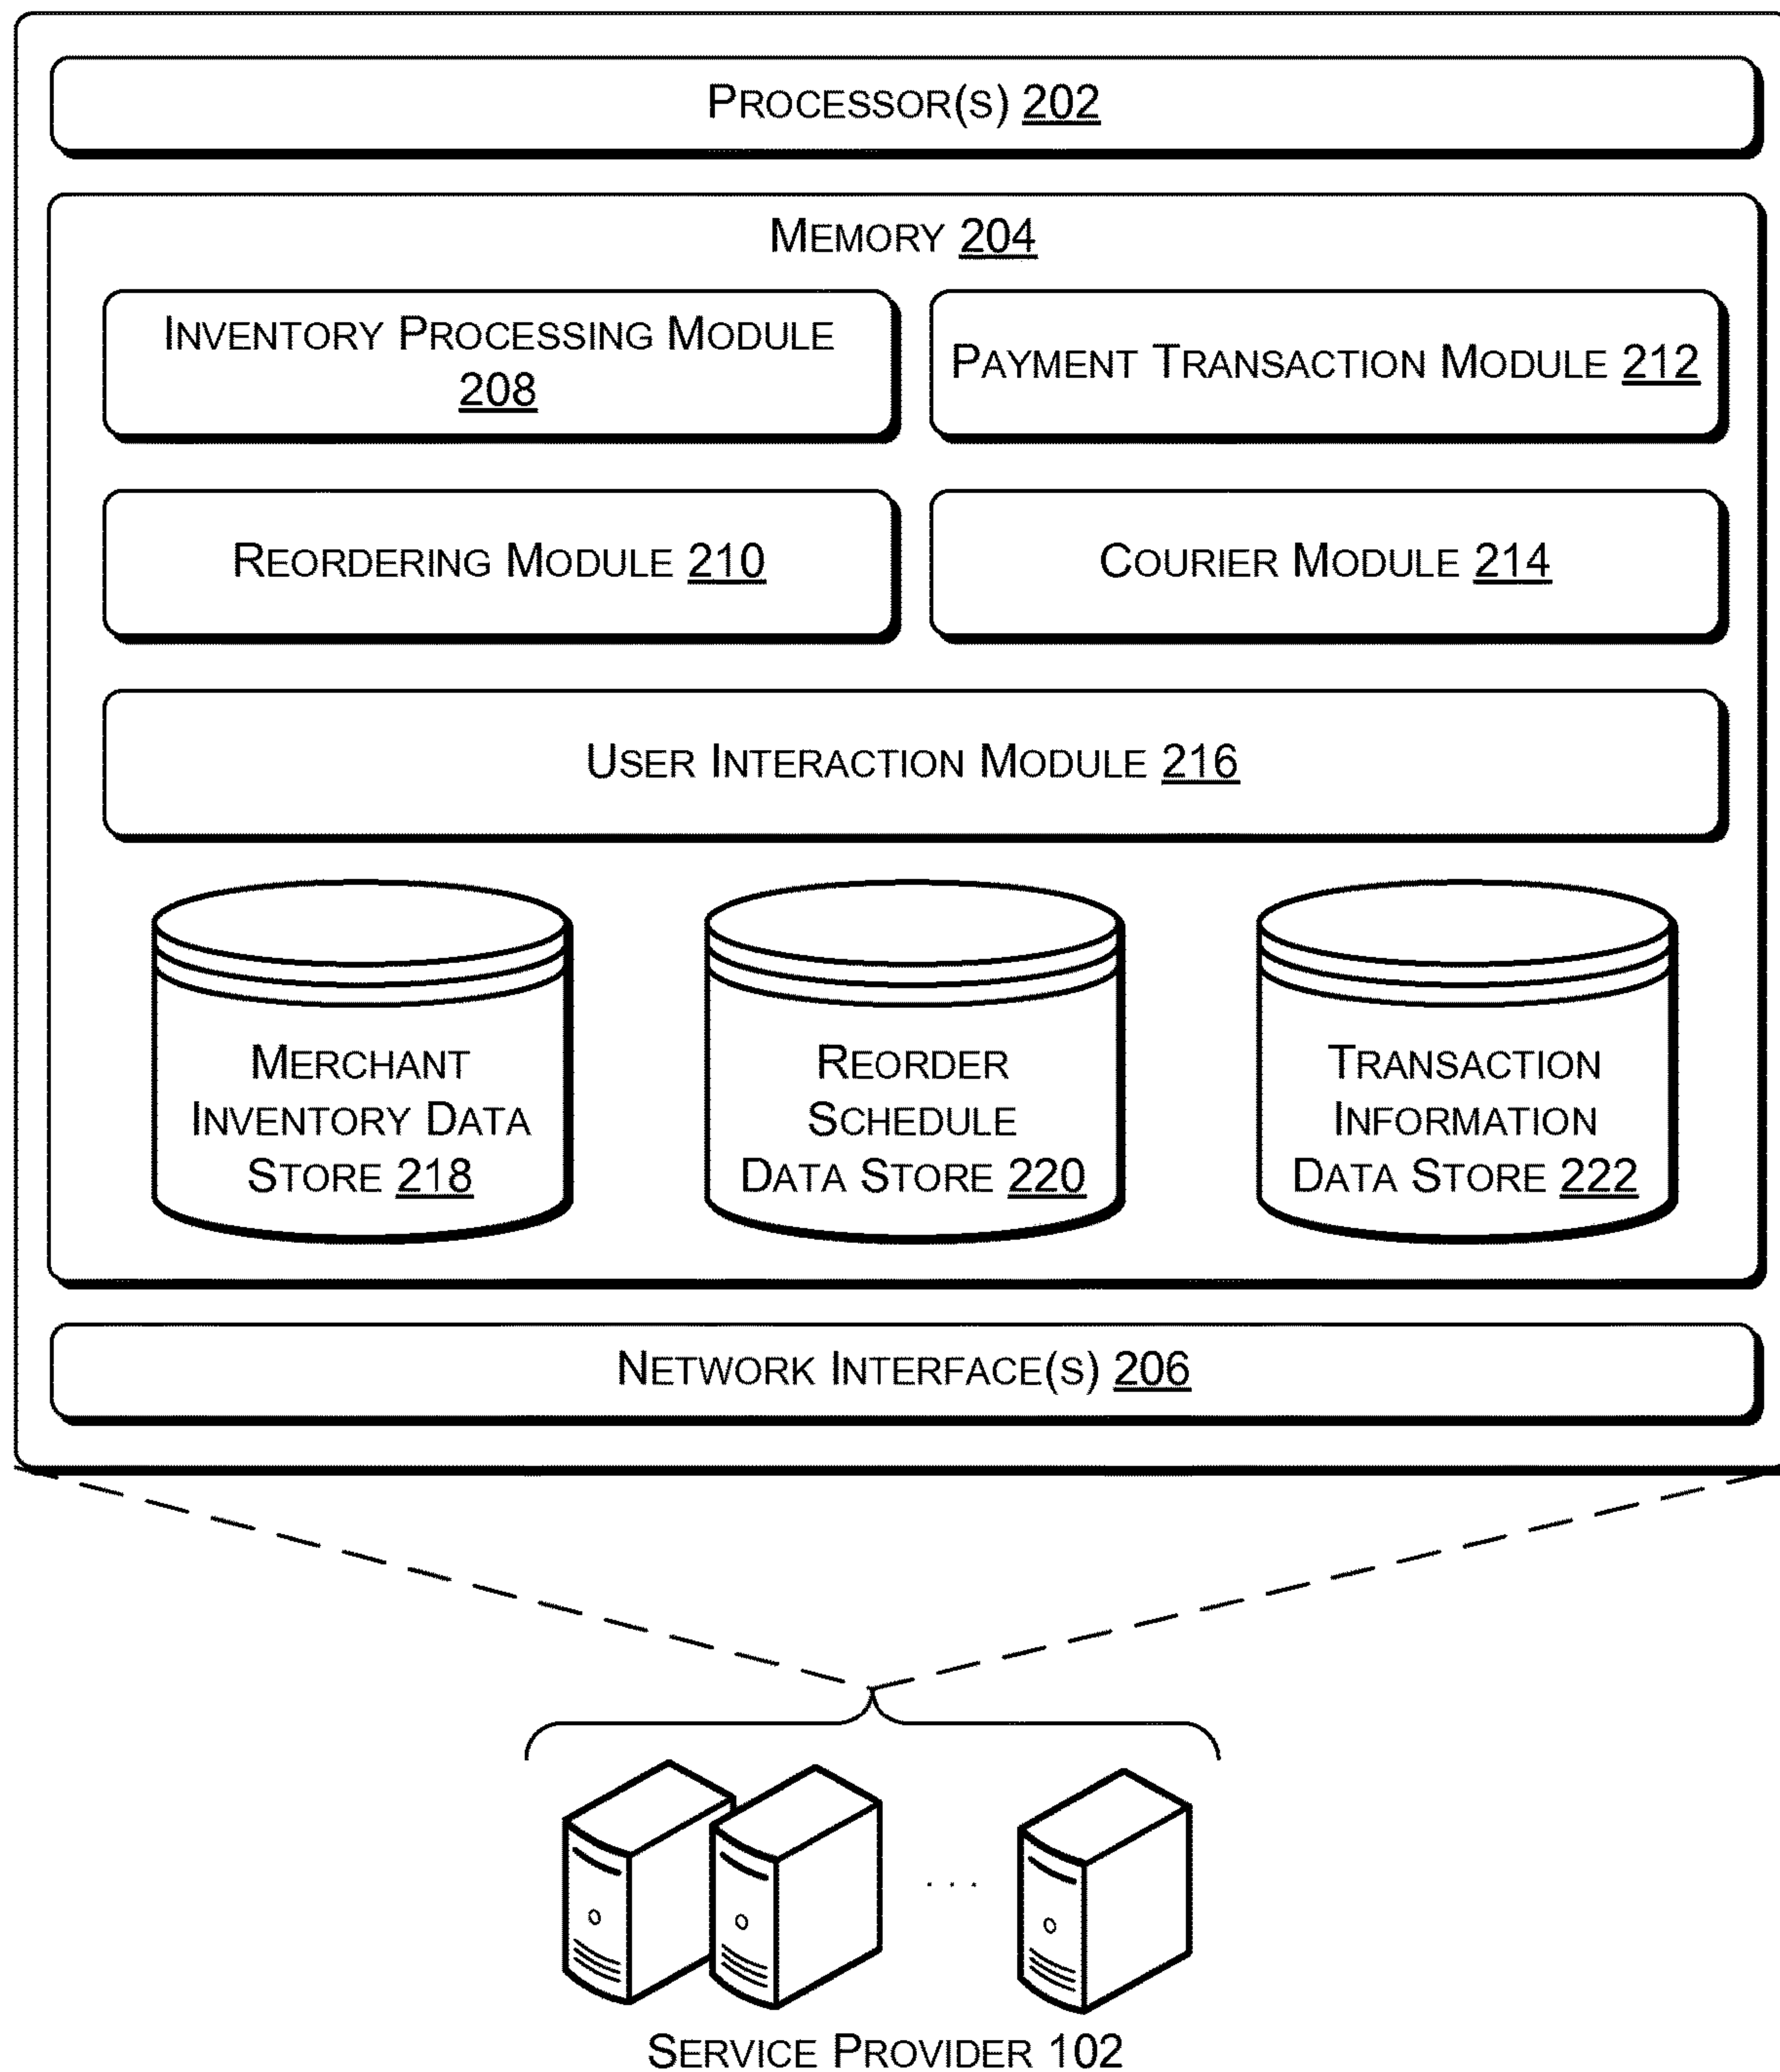 PROCESSOR(S) 202
MEMORY 204
INVENTORY PROCESSING MODULE
208
PAYMENT TRANSACTION MODULE 212
REORDERING MODULE 210
COURIER MODULE 214
USER INTERACTION MODULE 216
MERCHANT
INVENTORY DATA
STORE 218
REORDER
SCHEDULE
DATA STORE 220
TRANSACTION
INFORMATION
DATA STORE 222
NETWORK INTERFACE(S) 206
. . .
SERVICE PROVIDER 102